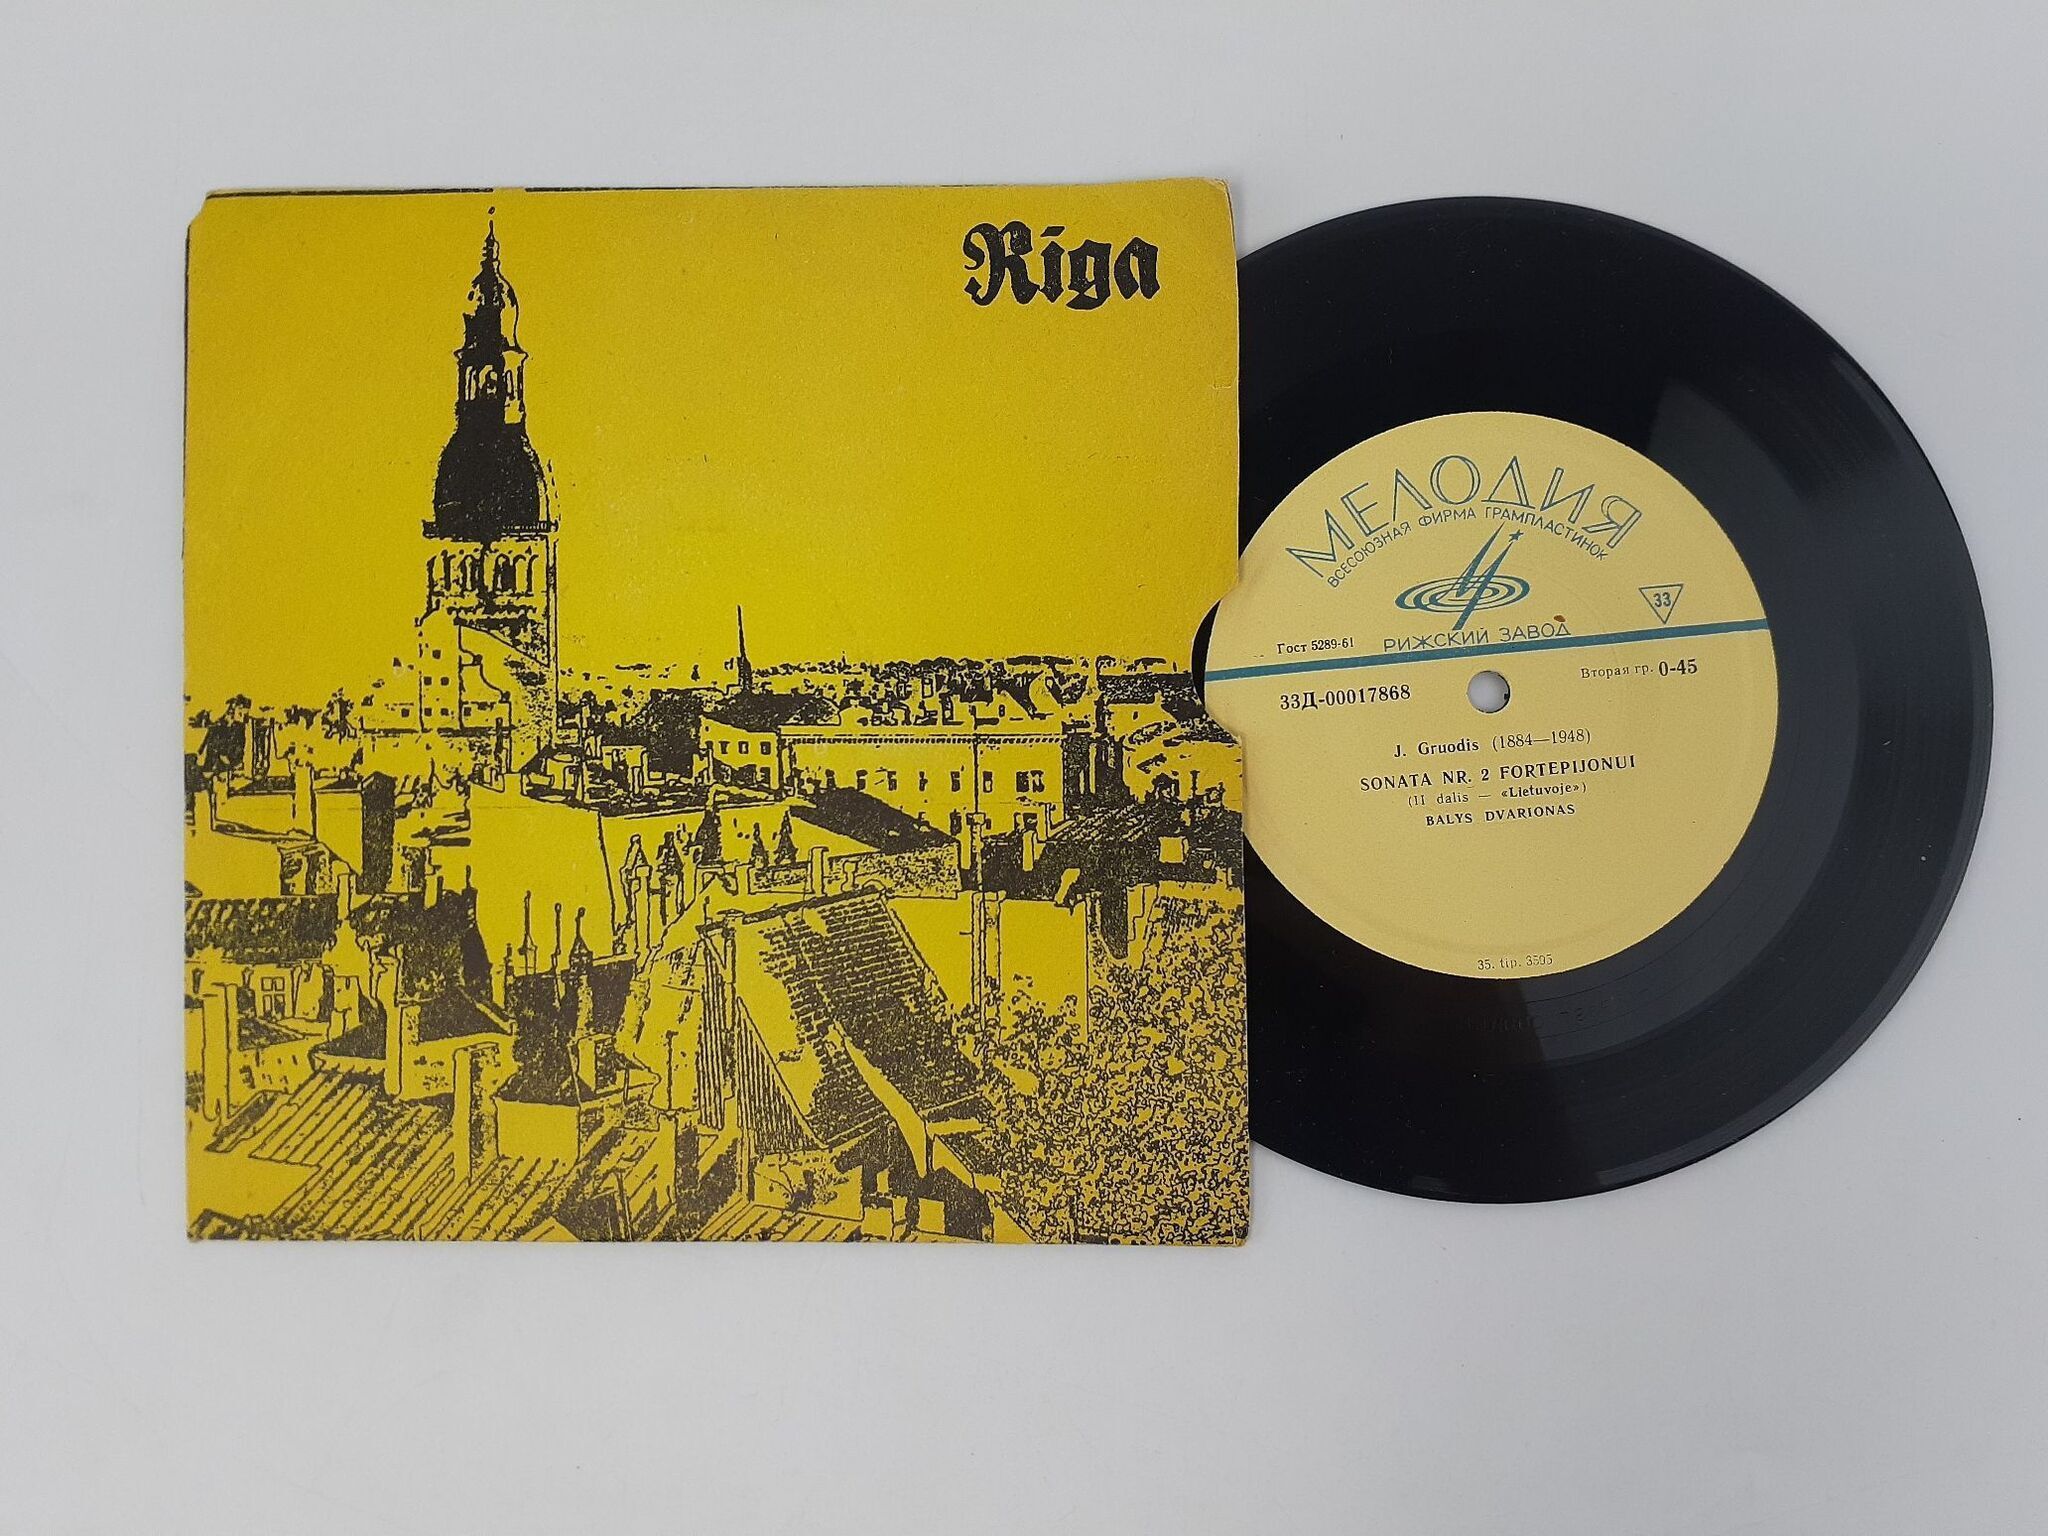 Riga
МЕЛОДИЯ
ВСЕСОЮЗНАЯ ФИРМА ГРАМПЛАСТИНОК
33
Гост 5289-61
РИЖСКИЙ ЗАВОД
33Д-00017868
Вторая гр. 0-45
J. Gruodis (1884—1948)
SONATA NR. 2 FORTEPIJONUI
(II dalis — «Lietuvoje»)
BALYS DVARIONAS
35. tip. 3505